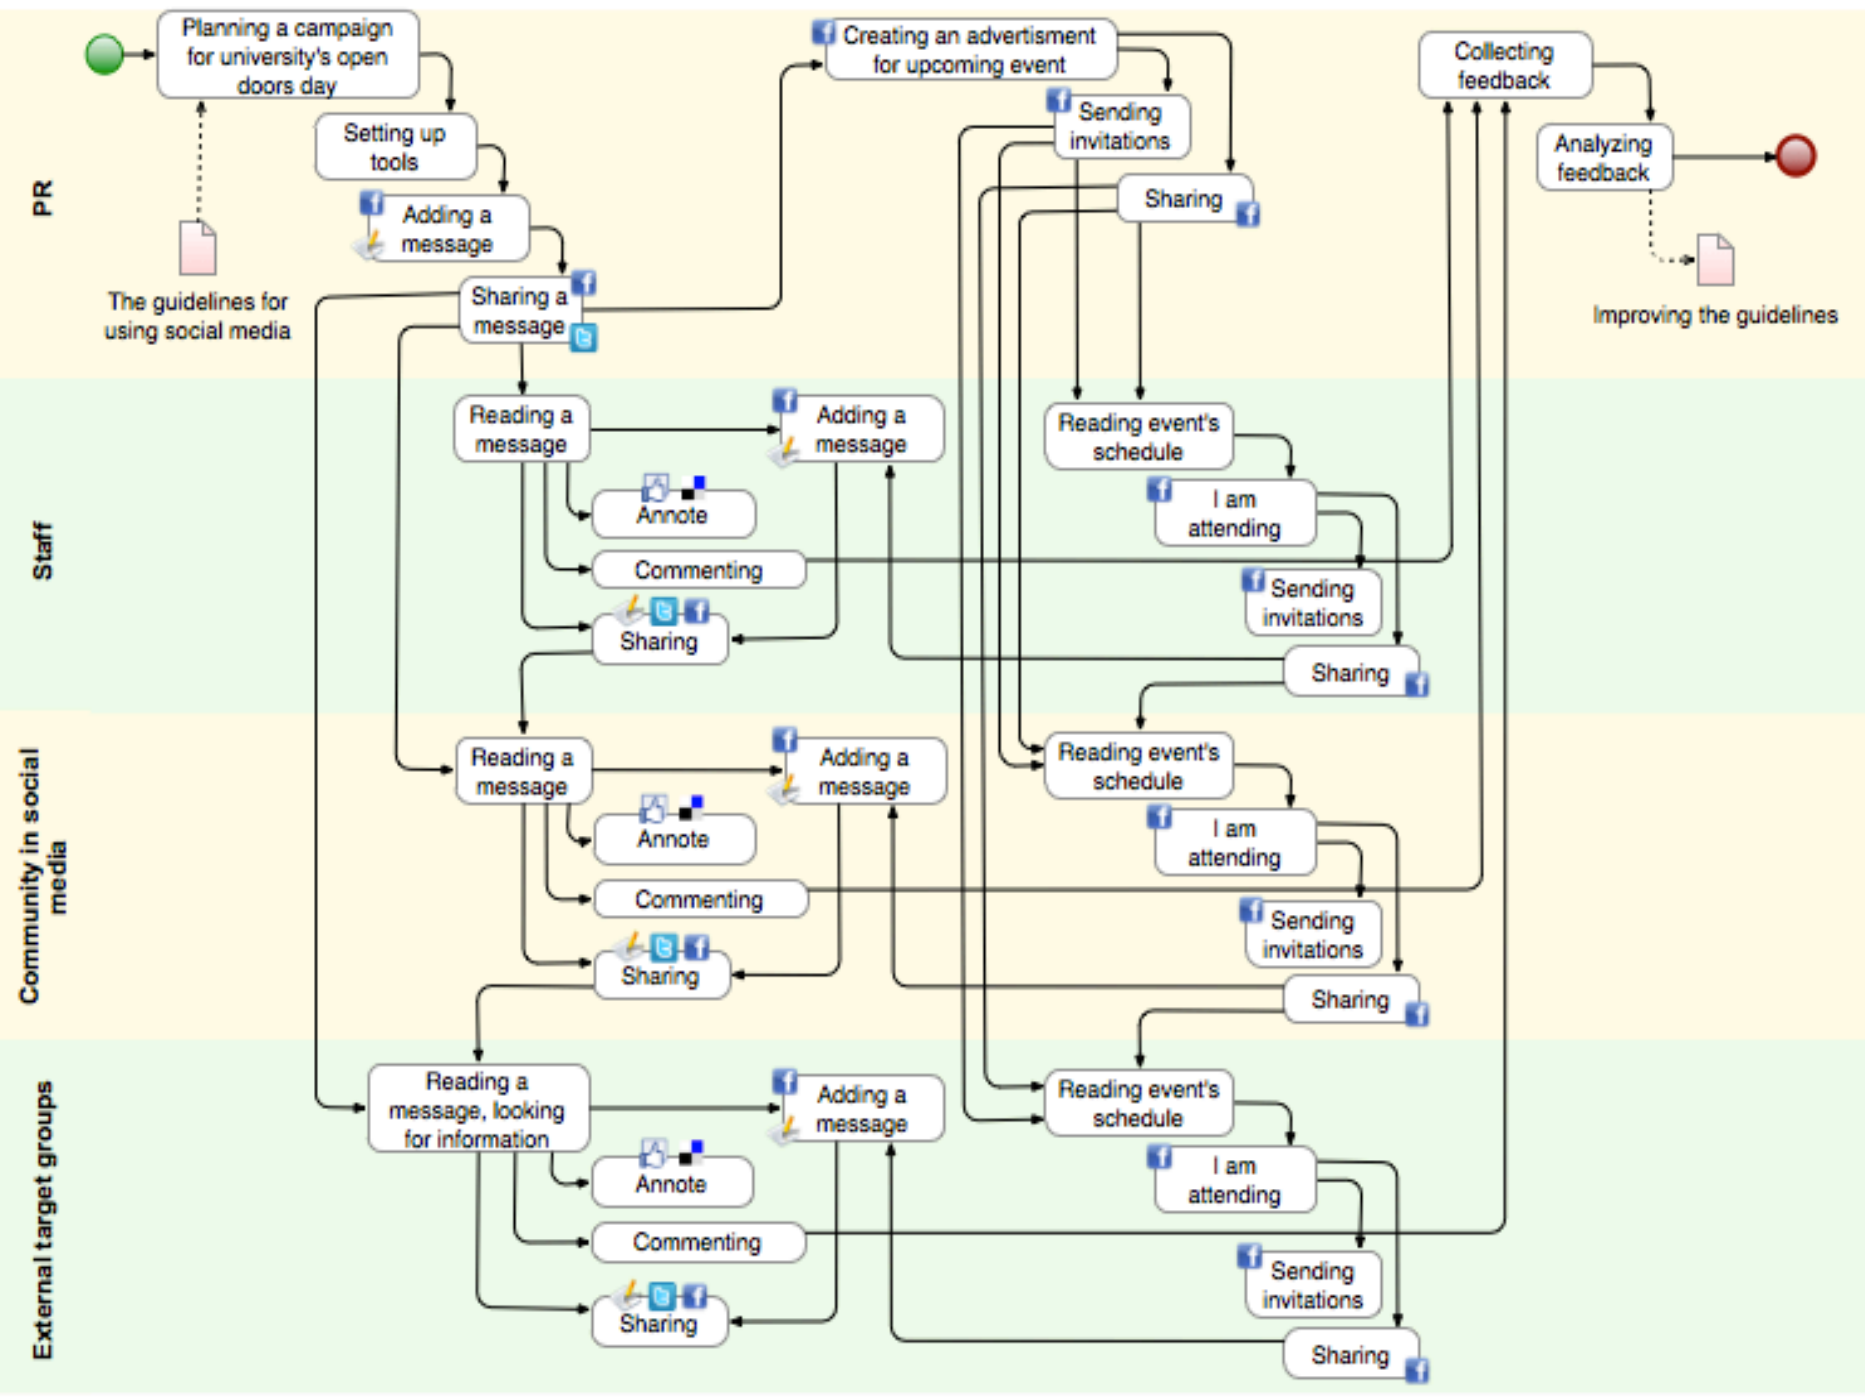 PR
Planning a campaign
for university's open
doors day
Setting up
tools
Adding a
message
Sharing a
message
The guidelines for
using social media
Creating an advertisment
for upcoming event
Sending
invitations
Sharing
Collecting
feedback
Analyzing
feedback
Improving the guidelines
Staff
Reading a
message
Adding a
message
Annote
Commenting
Sharing
Reading event's
schedule
I am
attending
Sending
invitations
Sharing
Community in social
media
Reading a
message
Adding a
message
Annote
Commenting
Sharing
Reading event's
schedule
I am
attending
Sending
invitations
Sharing
External target groups
Reading a
message, looking
for information
Adding a
message
Annote
Commenting
Sharing
Reading event's
schedule
I am
attending
Sending
invitations
Sharing